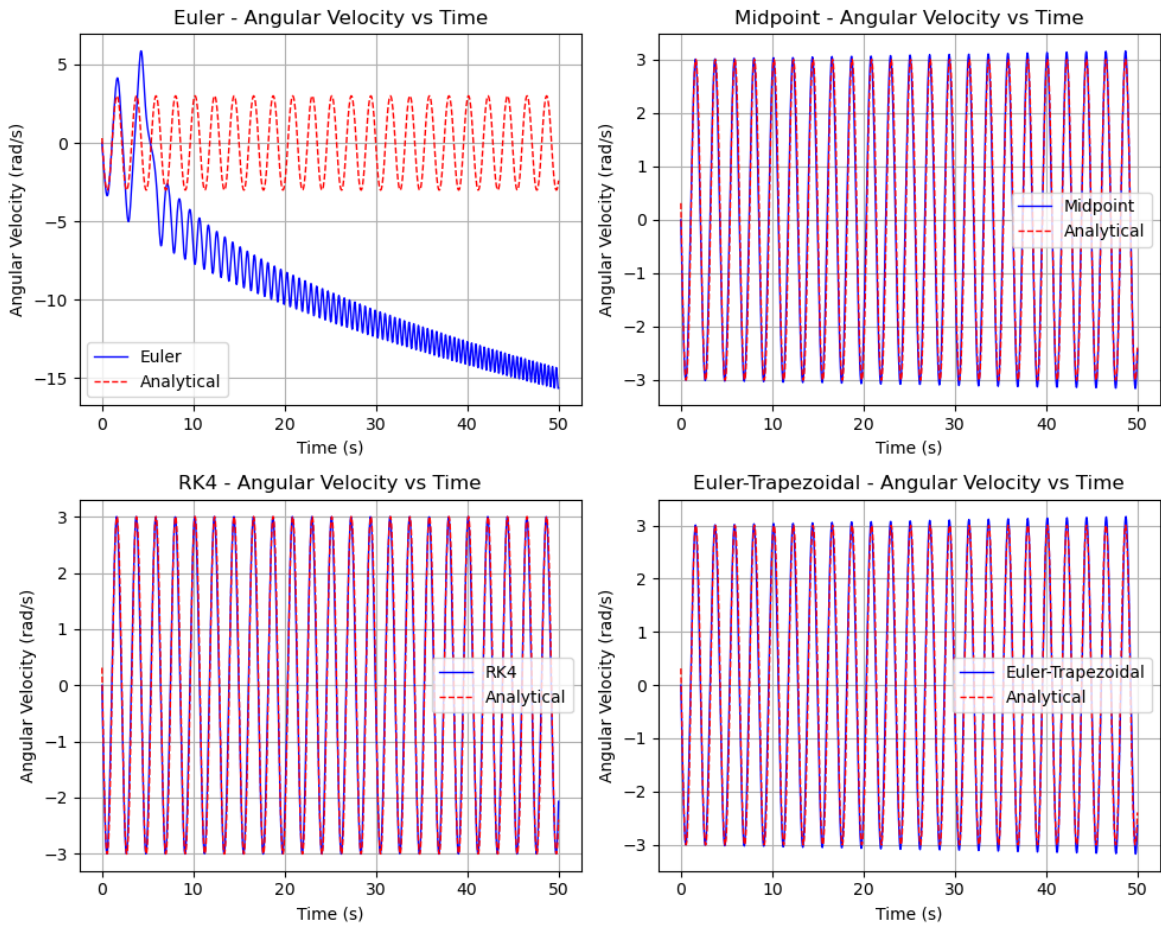 Euler - Angular Velocity vs Time
Angular Velocity (rad/s)
5
0
−5
−10
−15
Euler
Analytical
0
10
20
30
40
50
Time (s)
Midpoint - Angular Velocity vs Time
Angular Velocity (rad/s)
3
2
1
0
−1
−2
−3
Midpoint
Analytical
0
10
20
30
40
50
Time (s)
RK4 - Angular Velocity vs Time
Angular Velocity (rad/s)
3
2
1
0
−1
−2
−3
RK4
Analytical
0
10
20
30
40
50
Time (s)
Euler-Trapezoidal - Angular Velocity vs Time
Angular Velocity (rad/s)
3
2
1
0
−1
−2
−3
Euler-Trapezoidal
Analytical
0
10
20
30
40
50
Time (s)